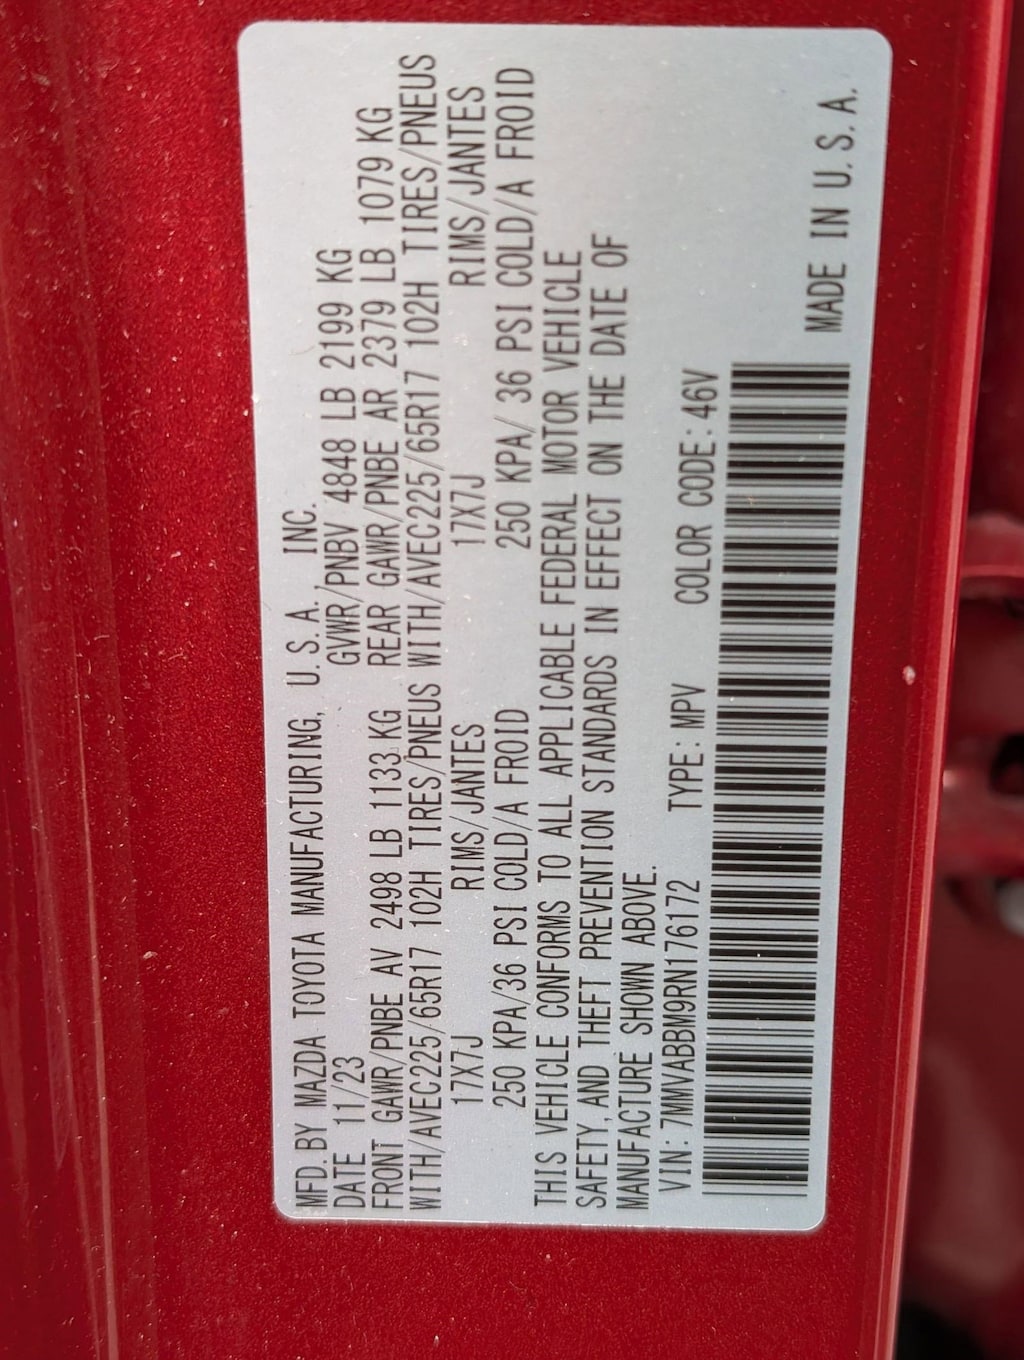 MFD.BY MAZDA TOYOTA MANUFACTURING, U.S.A., INC.
DATE 11/23 GVWR/PNBV 4848 LB 2199 KG
FRONT GAWR/PNBE AV 2498 LB 1133 KG REAR GAWR/PNBE AR 2379 LB 1079 KG
WITH/AVEC225/65R17 102H TIRES/PNEUS WITH/AVEC225/65R17 102H TIRES/PNEUS
17X7J RIMS/JANTES 17X7J RIMS/JANTES
250 KPA/36 PSI COLD/A FROID 250 KPA/ 36 PSI COLD/A FROID
THIS VEHICLE CONFORMS TO ALL APPLICABLE FEDERAL MOTOR VEHICLE
SAFETY,AND THEFT PREVENTION STANDARDS IN EFFECT ON THE DATE OF
MANUFACTURE SHOWN ABOVE.
VIN: 7MMVABBM9RN176172 TYPE: MPV COLOR CODE: 46V
MADE IN U.S.A.